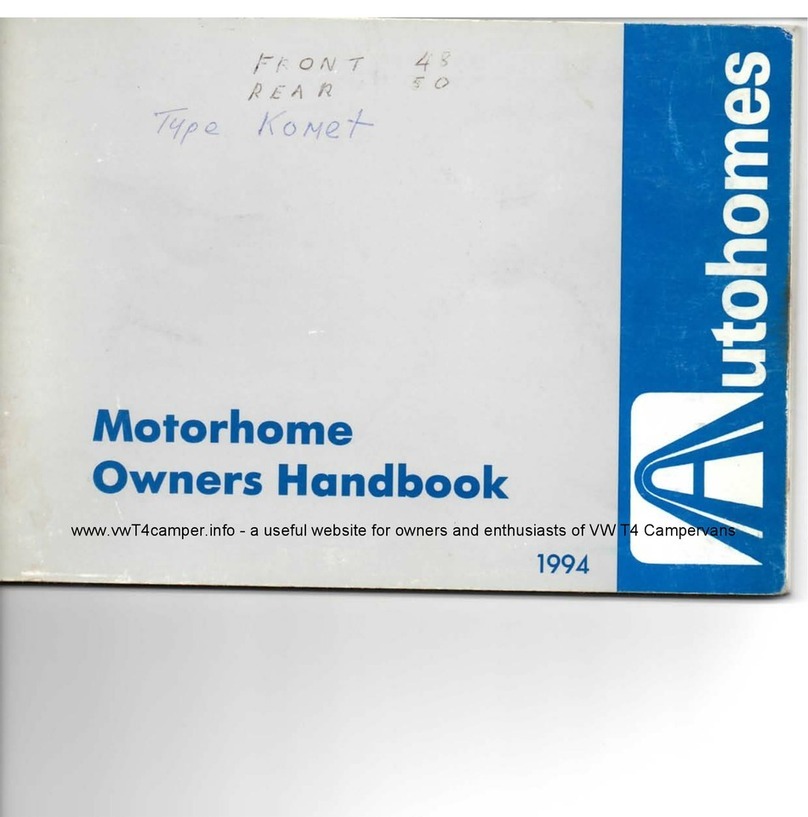 FRONT 48
REAR 50
Type Komet
Autohomes
Motorhome
Owners Handbook
www.vwT4camper.info - a useful website for owners and enthusiasts of VW T4 Campervans
1994